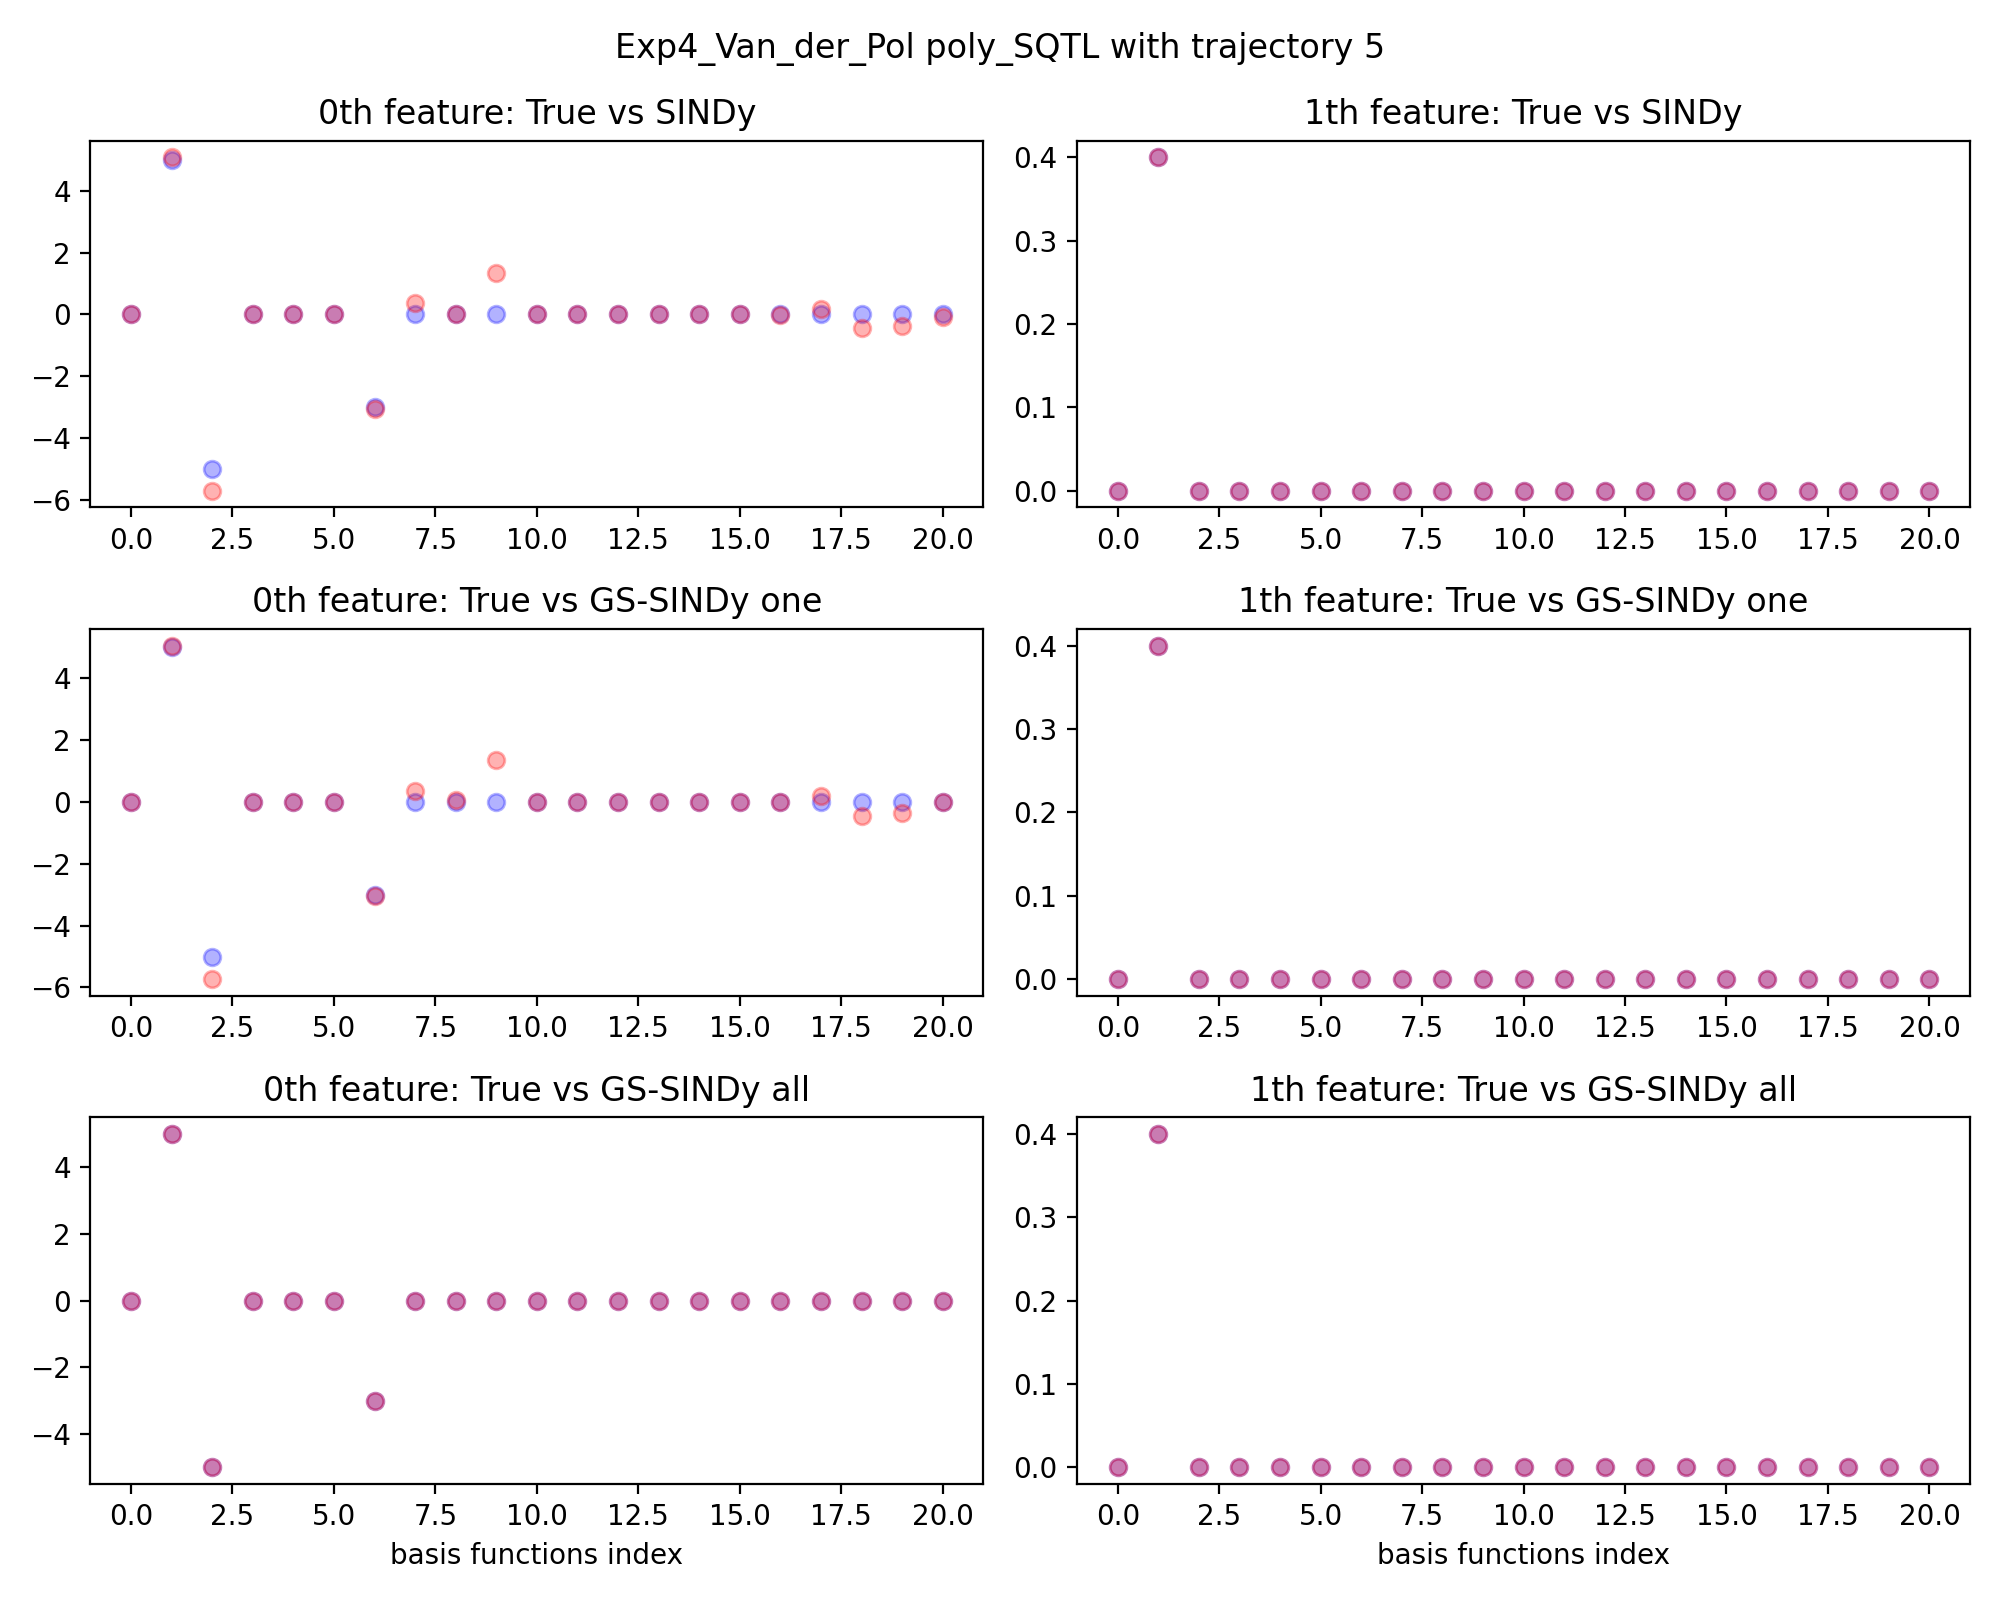 Exp4_Van_der_Pol poly_SQTL with trajectory 5
0th feature: True vs SINDy
4
2
0
−2
−4
−6
0.0 2.5 5.0 7.5 10.0 12.5 15.0 17.5 20.0
1th feature: True vs SINDy
0.4
0.3
0.2
0.1
0.0
0.0 2.5 5.0 7.5 10.0 12.5 15.0 17.5 20.0
0th feature: True vs GS-SINDy one
4
2
0
−2
−4
−6
0.0 2.5 5.0 7.5 10.0 12.5 15.0 17.5 20.0
1th feature: True vs GS-SINDy one
0.4
0.3
0.2
0.1
0.0
0.0 2.5 5.0 7.5 10.0 12.5 15.0 17.5 20.0
0th feature: True vs GS-SINDy all
4
2
0
−2
−4
0.0 2.5 5.0 7.5 10.0 12.5 15.0 17.5 20.0
basis functions index
1th feature: True vs GS-SINDy all
0.4
0.3
0.2
0.1
0.0
0.0 2.5 5.0 7.5 10.0 12.5 15.0 17.5 20.0
basis functions index